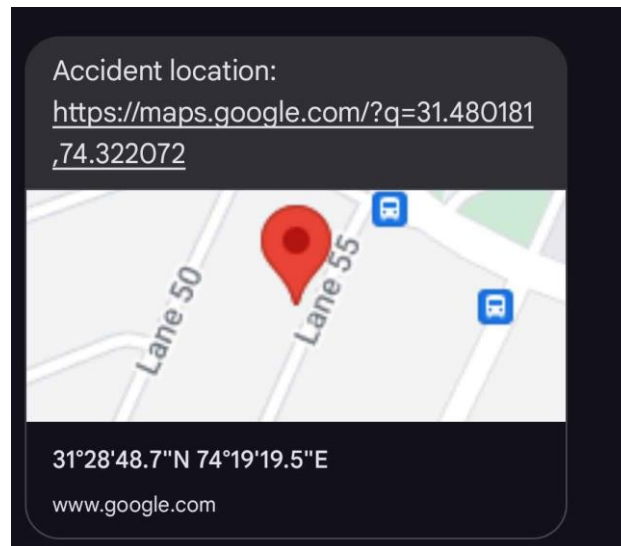 Accident location:
https://maps.google.com/?q=31.480181
,74.322072
Lane 50
Lane 55
31°28'48.7"N 74°19'19.5"E
www.google.com